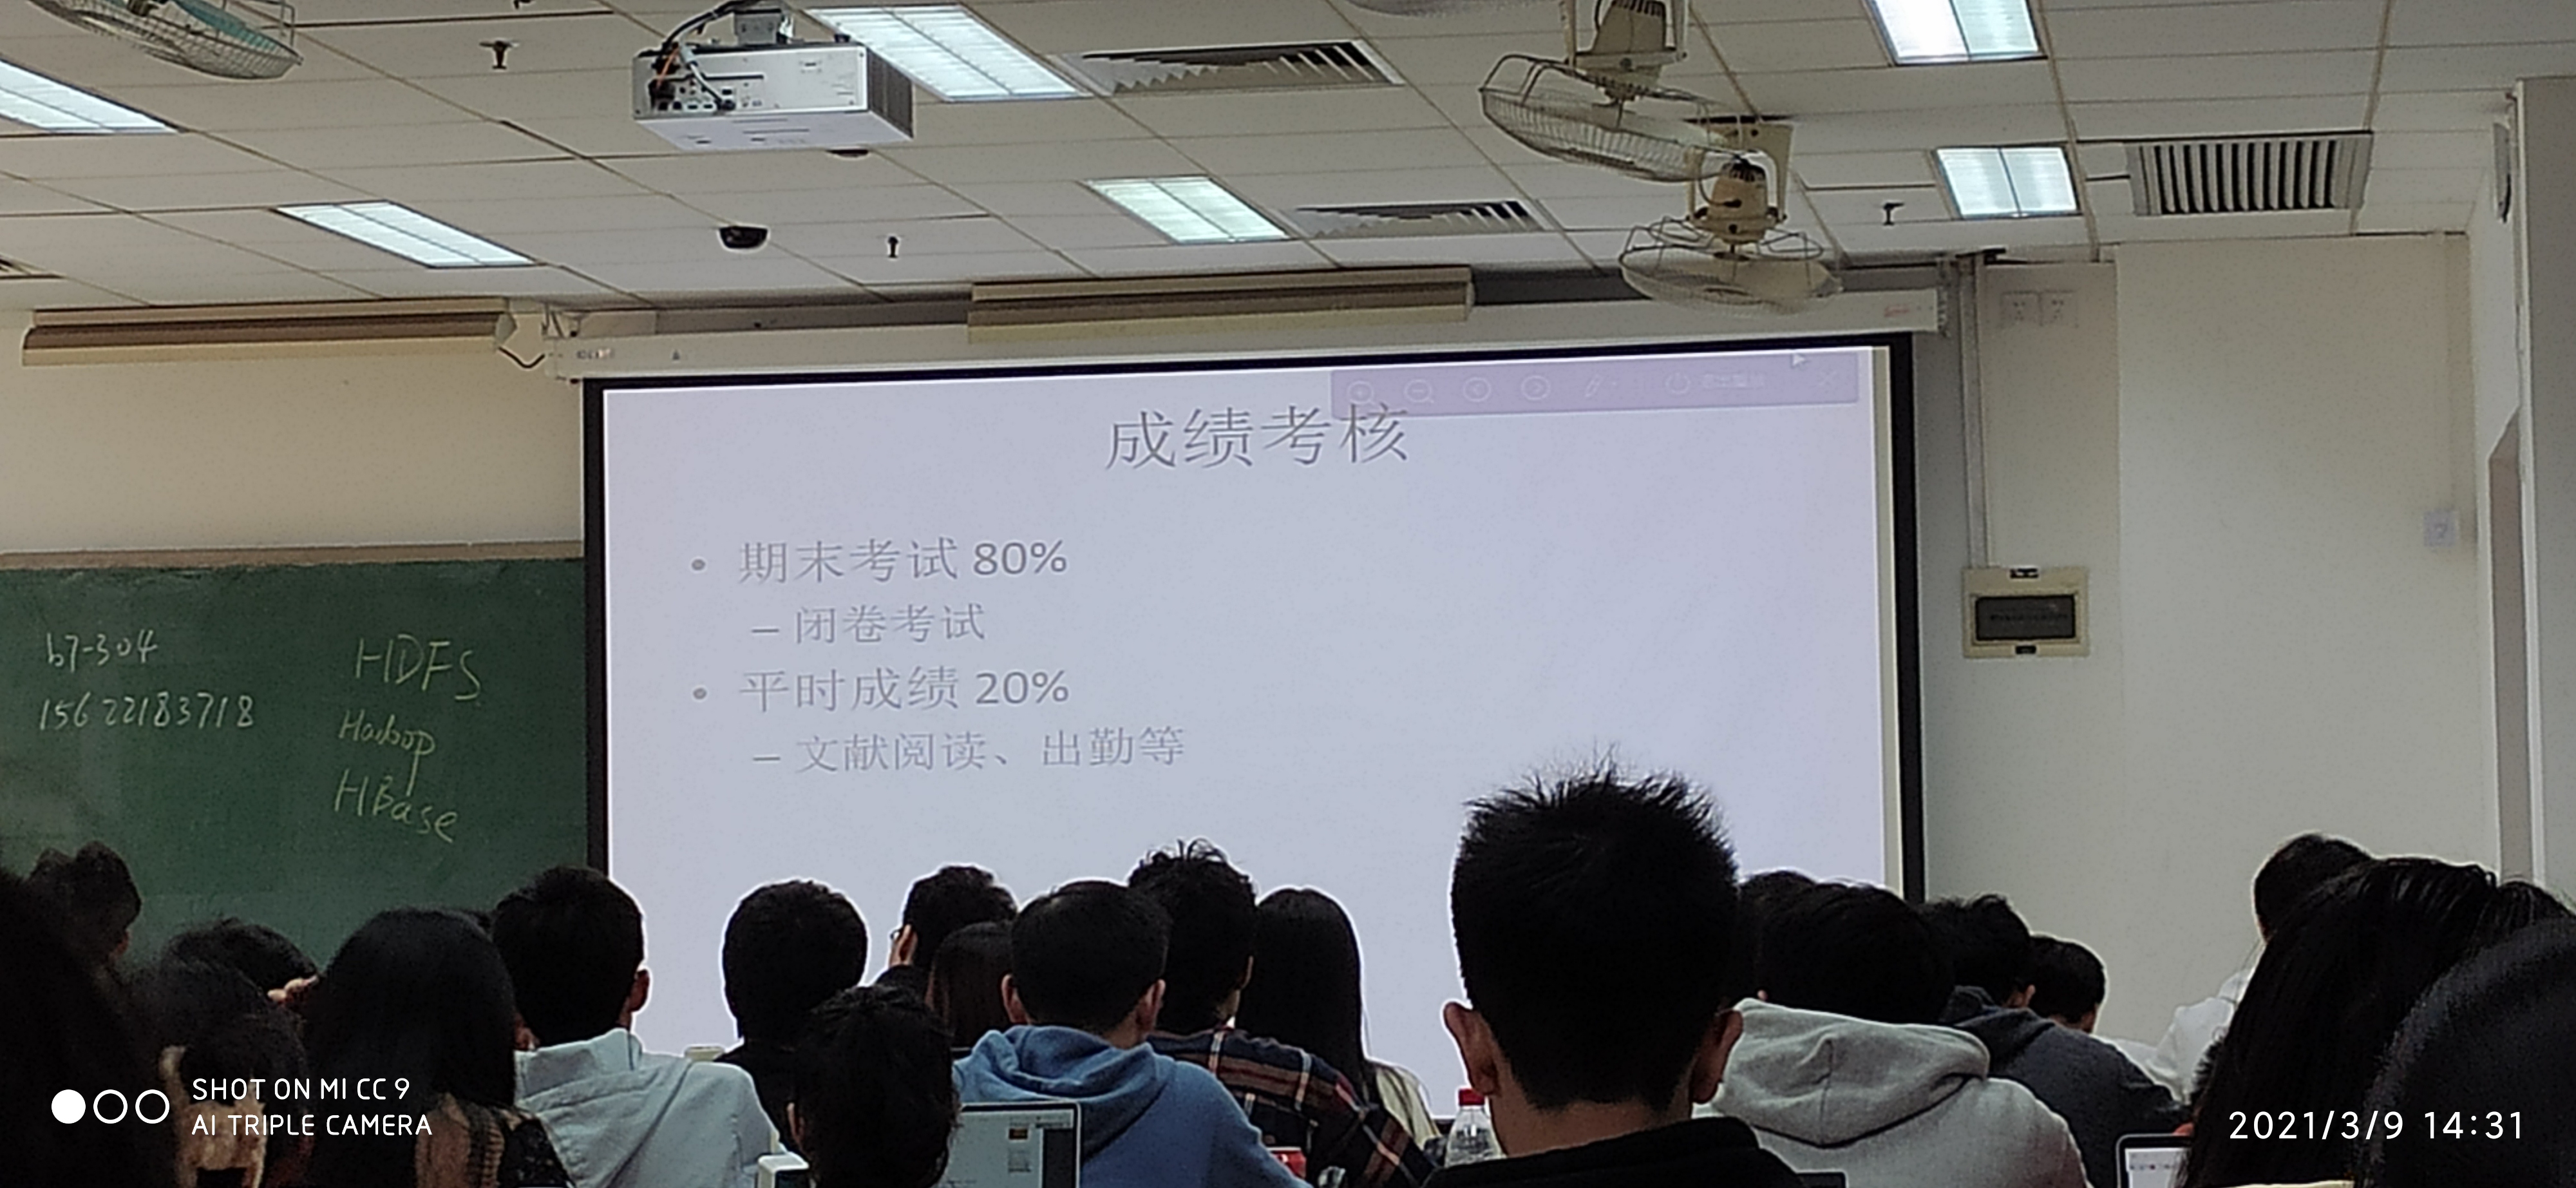 成绩考核
• 期末考试 80%
– 闭卷考试
• 平时成绩 20%
– 文献阅读、出勤等
b7-304
15622183718
HDFS
Hadoop
HBase
SHOT ON MI CC 9
AI TRIPLE CAMERA
2021/3/9 14:31